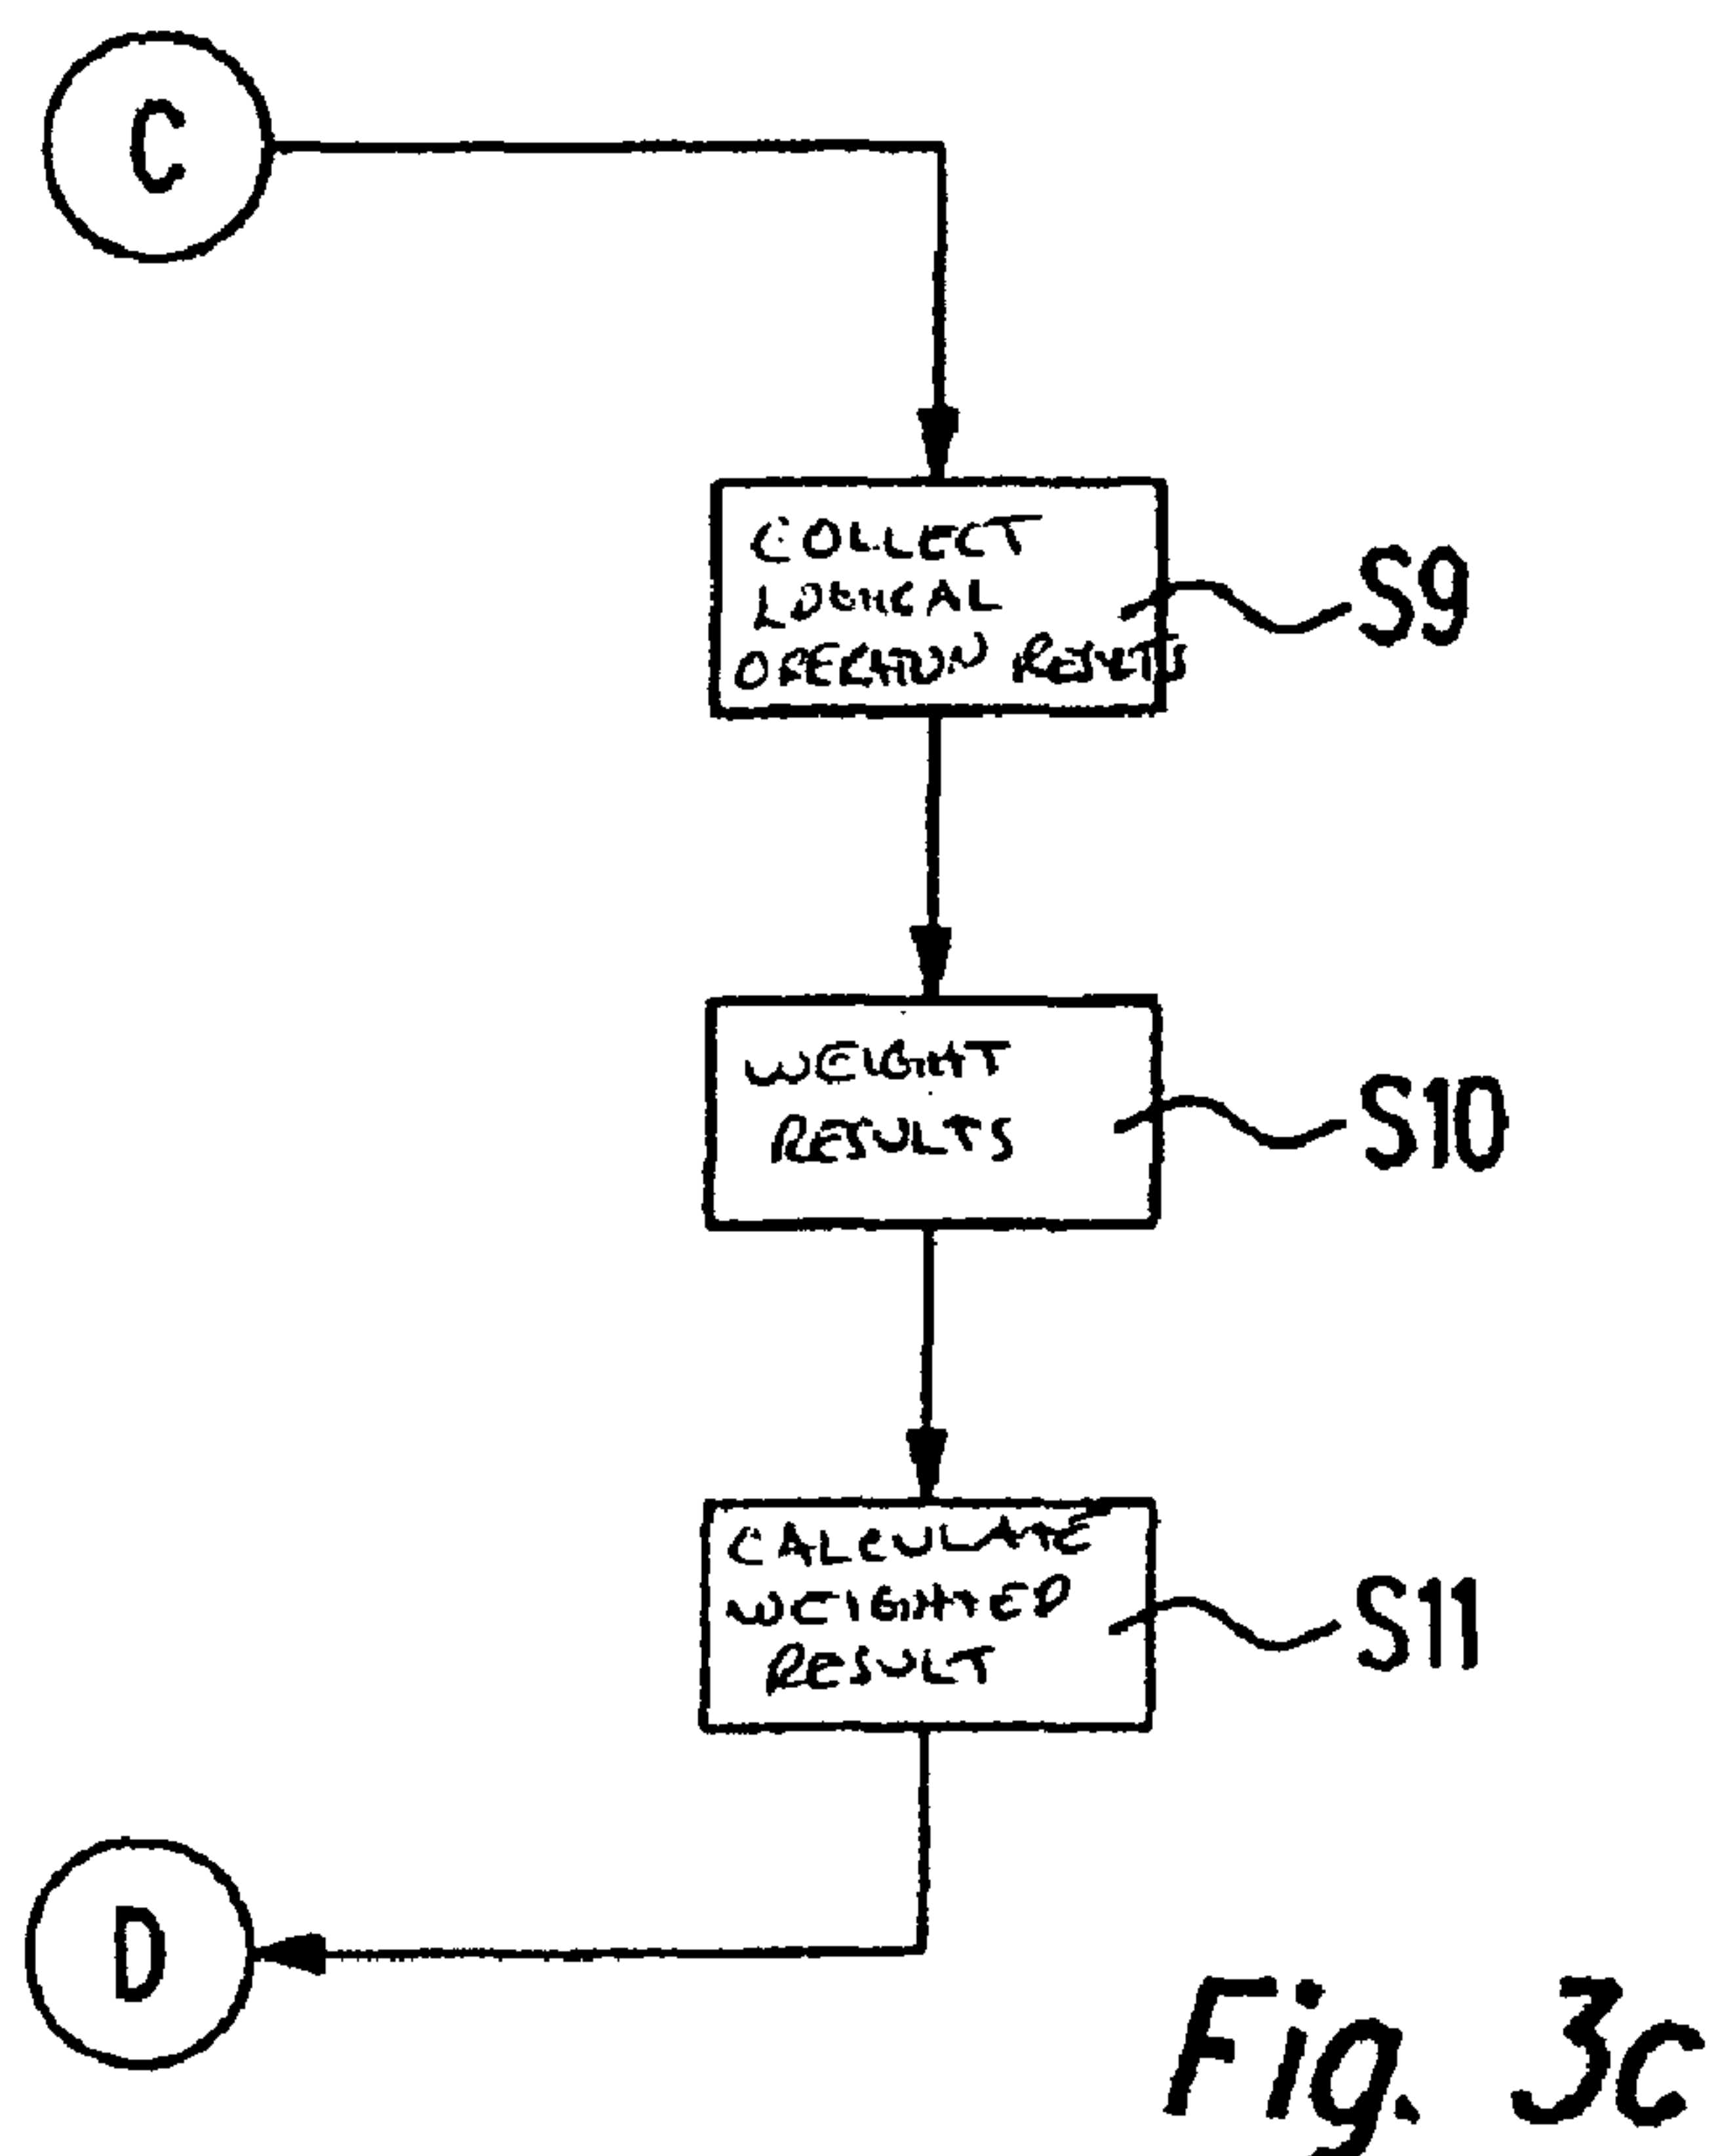 C
COLLECT
LOGICAL
OPERATION RESULTS
S9
WEIGHT
RESULTS
S10
CALCULATE
WEIGHTED
RESULT
S11
D
Fig. 3c